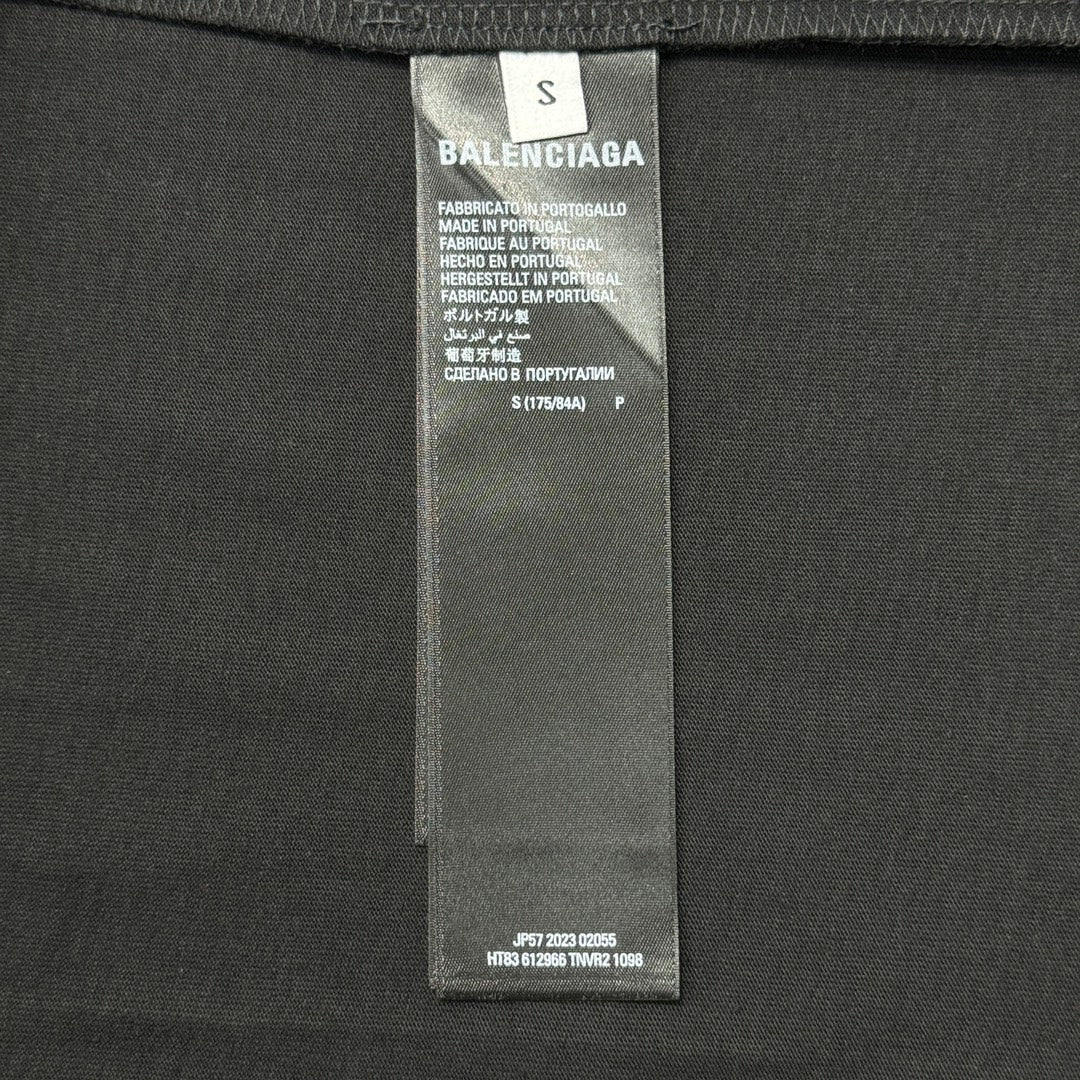 S
BALENCIAGA
FABBRICATO IN PORTOGALLO
MADE IN PORTUGAL
FABRIQUE AU PORTUGAL
HECHO EN PORTUGAL
HERGESTELLT IN PORTUGAL
FABRICADO EM PORTUGAL
ポルトガル製
صنع في البرتغال
葡萄牙制造
СДЕЛАНО В ПОРТУГАЛИИ
S (175/84A) P
JP57 2023 02055
HT83 612966 TNVR2 1098